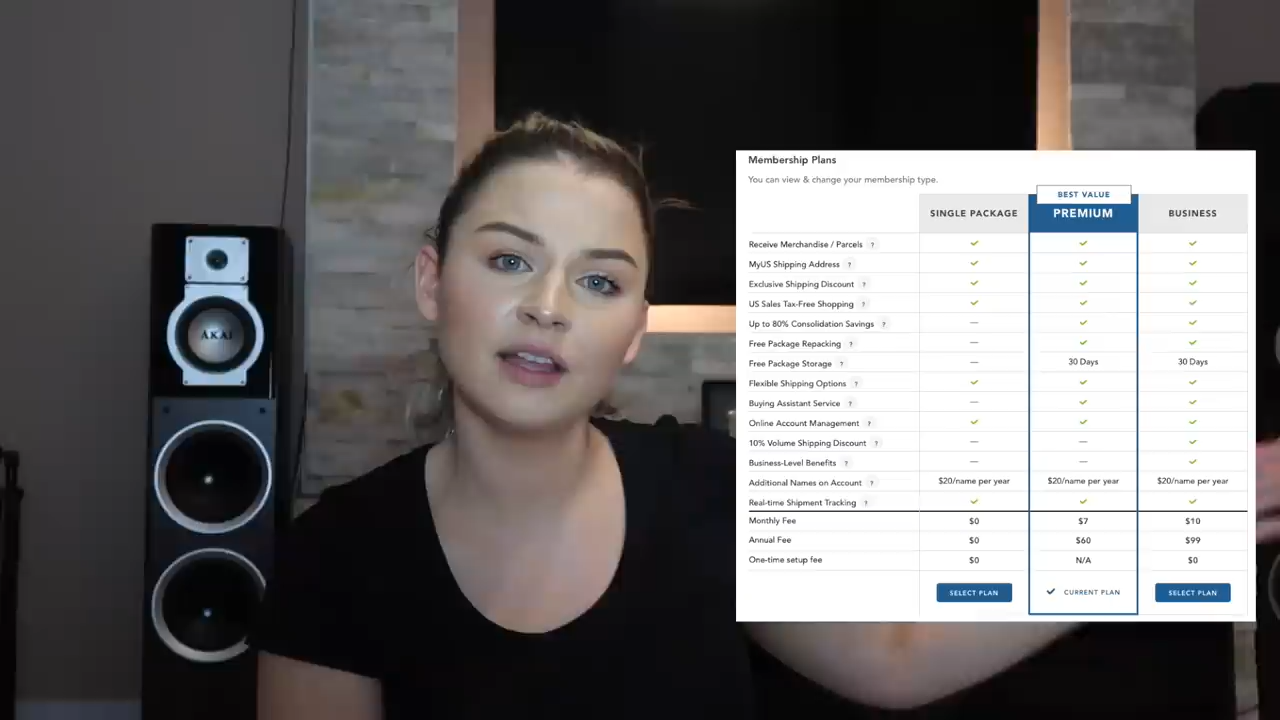 AKAI
Membership Plans
You can view & change your membership type.
BEST VALUE
SINGLE PACKAGE PREMIUM BUSINESS
Receive Merchandise / Parcels ?
MyUS Shipping Address ?
Exclusive Shipping Discount ?
US Sales Tax-Free Shopping ?
Up to 80% Consolidation Savings ? —
Free Package Repacking ? —
Free Package Storage ? — 30 Days 30 Days
Flexible Shipping Options ?
Buying Assistant Service ? —
Online Account Management ?
10% Volume Shipping Discount ? — —
Business-Level Benefits ? — —
Additional Names on Account ? $20/name per year $20/name per year $20/name per year
Real-time Shipment Tracking ?
Monthly Fee $0 $7 $10
Annual Fee $0 $60 $99
One-time setup fee $0 N/A $0
SELECT PLAN CURRENT PLAN SELECT PLAN